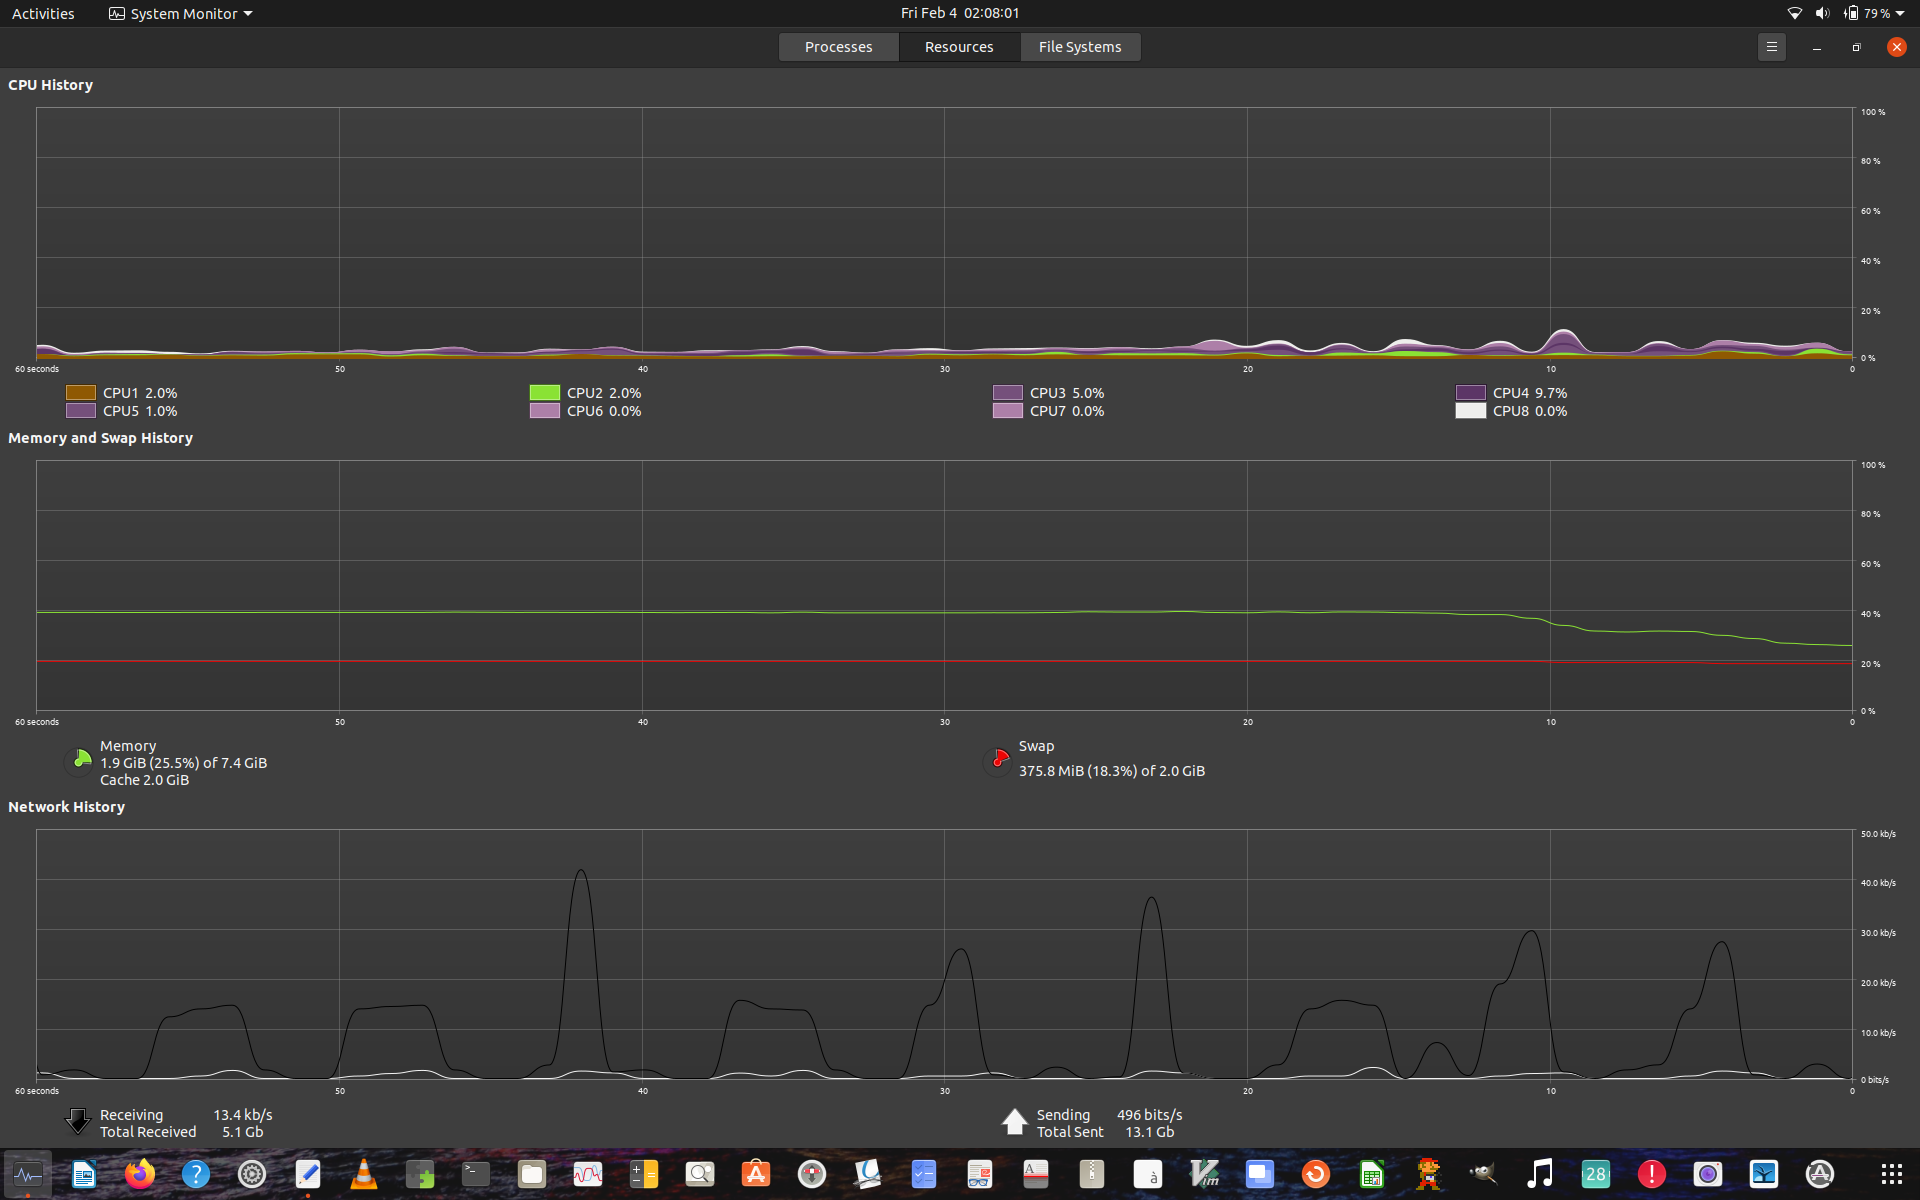 Activities System Monitor Fri Feb 4 02:08:01 79 %
Processes Resources File Systems
CPU History
100 %
80 %
60 %
40 %
20 %
0 %
60 seconds 50 40 30 20 10 0
CPU1 2.0% CPU2 2.0% CPU3 5.0% CPU4 9.7%
CPU5 1.0% CPU6 0.0% CPU7 0.0% CPU8 0.0%
Memory and Swap History
100 %
80 %
60 %
40 %
20 %
0 %
60 seconds 50 40 30 20 10 0
Memory Swap
1.9 GiB (25.5%) of 7.4 GiB 375.8 MiB (18.3%) of 2.0 GiB
Cache 2.0 GiB
Network History
50.0 kb/s
40.0 kb/s
30.0 kb/s
20.0 kb/s
10.0 kb/s
0 bits/s
60 seconds 50 40 30 20 10 0
Receiving 13.4 kb/s Sending 496 bits/s
Total Received 5.1 Gb Total Sent 13.1 Gb
? >_ A à Vim 28 !